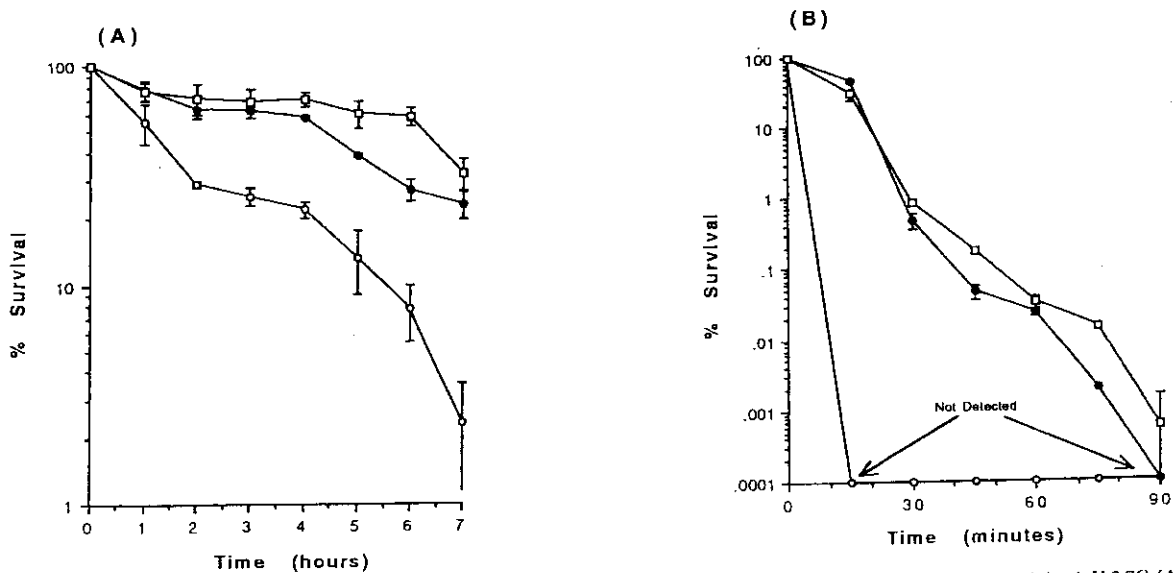 (A)
100
10
1
% Survival
0 1 2 3 4 5 6 7
Time (hours)
(B)
100
10
1
.1
.01
.001
.0001
% Survival
Not Detected
0 30 60 90
Time (minutes)